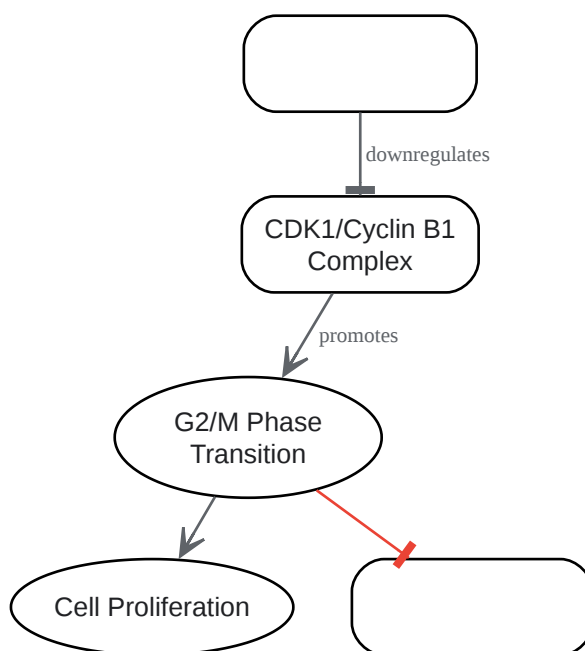 downregulates
CDK1/Cyclin B1
Complex
promotes
G2/M Phase
Transition
Cell Proliferation